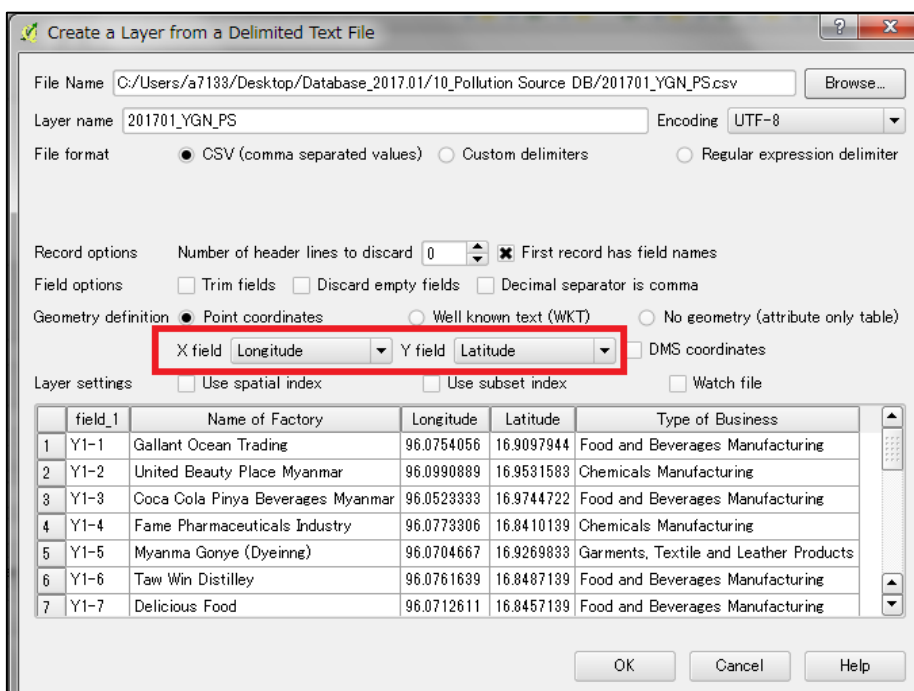 Create a Layer from a Delimited Text File
File Name C:/Users/a7133/Desktop/Database_2017.01/10_Pollution Source DB/201701_YGN_PS.csv Browse...
Layer name 201701_YGN_PS Encoding UTF-8
File format CSV (comma separated values) Custom delimiters Regular expression delimiter
Record options Number of header lines to discard 0 First record has field names
Field options Trim fields Discard empty fields Decimal separator is comma
Geometry definition Point coordinates Well known text (WKT) No geometry (attribute only table)
X field Longitude Y field Latitude DMS coordinates
Layer settings Use spatial index Use subset index Watch file
field_1 Name of Factory Longitude Latitude Type of Business
1 Y1-1 Gallant Ocean Trading 96.0754056 16.9097944 Food and Beverages Manufacturing
2 Y1-2 United Beauty Place Myanmar 96.0990889 16.9531583 Chemicals Manufacturing
3 Y1-3 Coca Cola Pinya Beverages Myanmar 96.0523333 16.9744722 Food and Beverages Manufacturing
4 Y1-4 Fame Pharmaceuticals Industry 96.0773306 16.8410139 Chemicals Manufacturing
5 Y1-5 Myanma Gonye (Dyeinng) 96.0704667 16.9269833 Garments, Textile and Leather Products
6 Y1-6 Taw Win Distilley 96.0761639 16.8487139 Food and Beverages Manufacturing
7 Y1-7 Delicious Food 96.0712611 16.8457139 Food and Beverages Manufacturing
OK Cancel Help